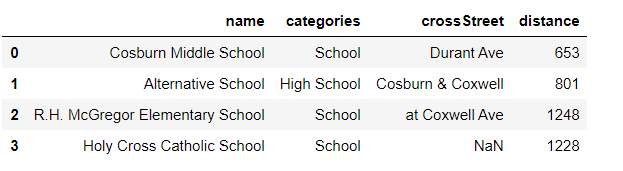 name categories crossStreet distance
0 Cosburn Middle School School Durant Ave 653
1 Alternative School High School Cosburn & Coxwell 801
2 R.H. McGregor Elementary School School at Coxwell Ave 1248
3 Holy Cross Catholic School School NaN 1228